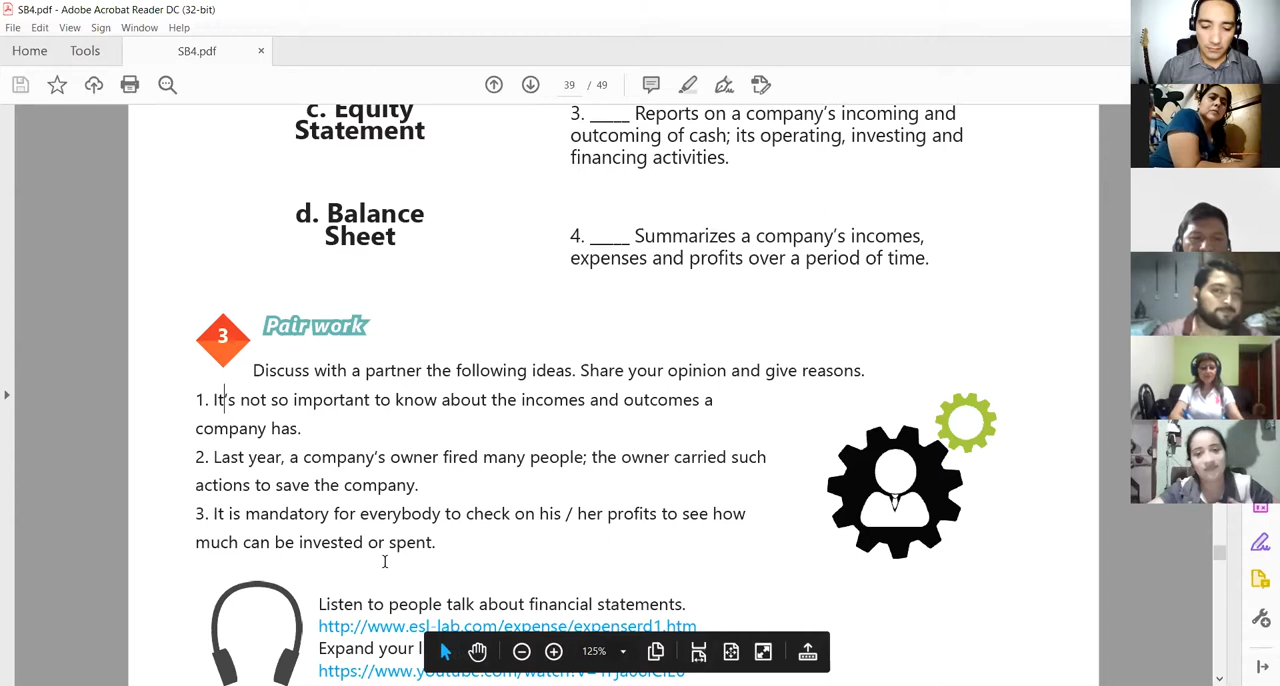 SB4.pdf - Adobe Acrobat Reader DC (32-bit)
File Edit View Sign Window Help
Home Tools SB4.pdf ×
39 / 49
c. Equity
Statement
3. ____ Reports on a company's incoming and
outcoming of cash; its operating, investing and
financing activities.
d. Balance
Sheet
4. ____ Summarizes a company's incomes,
expenses and profits over a period of time.
3
Pair work
Discuss with a partner the following ideas. Share your opinion and give reasons.
1. It's not so important to know about the incomes and outcomes a
company has.
2. Last year, a company's owner fired many people; the owner carried such
actions to save the company.
3. It is mandatory for everybody to check on his / her profits to see how
much can be invested or spent.
Listen to people talk about financial statements.
http://www.esl-lab.com/expense/expenserd1.htm
Expand your
125%